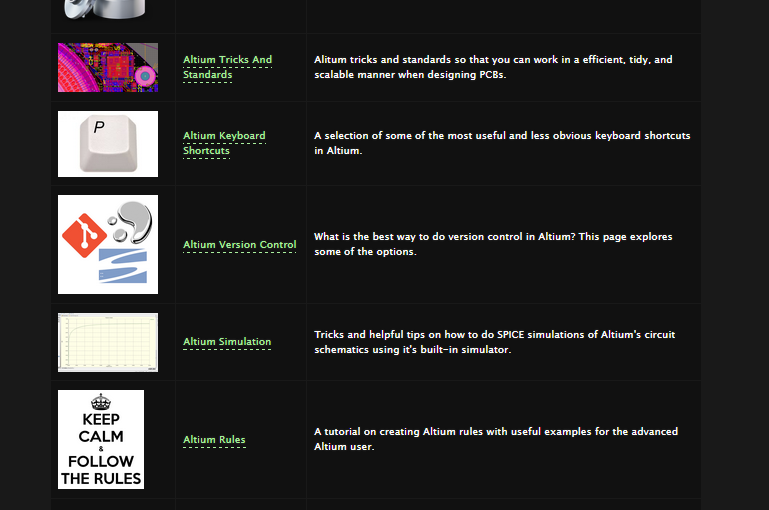 Altium Tricks And
Standards
Alitum tricks and standards so that you can work in a efficient, tidy, and
scalable manner when designing PCBs.
P
Altium Keyboard
Shortcuts
A selection of some of the most useful and less obvious keyboard shortcuts
in Altium.
Altium Version Control
What is the best way to do version control in Altium? This page explores
some of the options.
Altium Simulation
Tricks and helpful tips on how to do SPICE simulations of Altium's circuit
schematics using it's built-in simulator.
KEEP
CALM
&
FOLLOW
THE RULES
Altium Rules
A tutorial on creating Altium rules with useful examples for the advanced
Altium user.